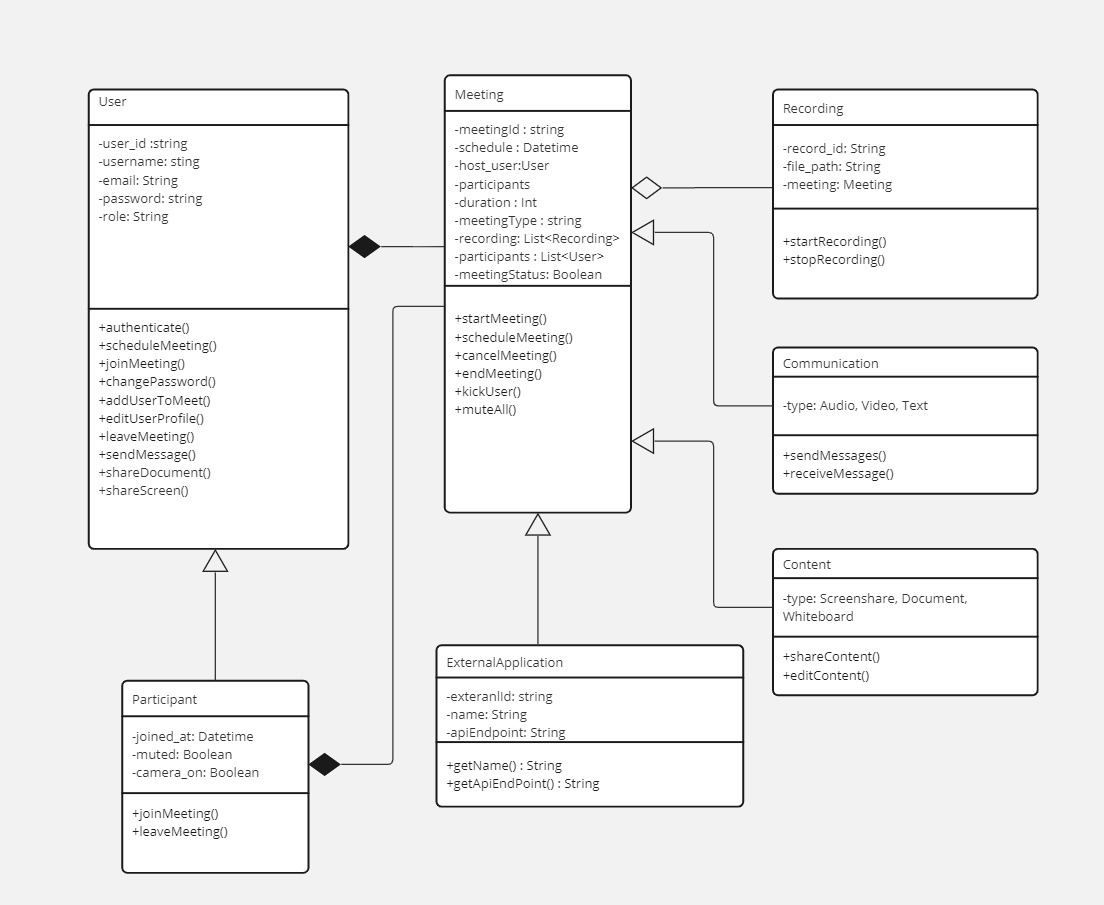 User
-user_id :string
-username: sting
-email: String
-password: string
-role: String
+authenticate()
+scheduleMeeting()
+joinMeeting()
+changePassword()
+addUserToMeet()
+editUserProfile()
+leaveMeeting()
+sendMessage()
+shareDocument()
+shareScreen()
Meeting
-meetingId : string
-schedule : Datetime
-host_user:User
-participants
-duration : Int
-meetingType : string
-recording: List<Recording>
-participants : List<User>
-meetingStatus: Boolean
+startMeeting()
+scheduleMeeting()
+cancelMeeting()
+endMeeting()
+kickUser()
+muteAll()
Recording
-record_id: String
-file_path: String
-meeting: Meeting
+startRecording()
+stopRecording()
Communication
-type: Audio, Video, Text
+sendMessages()
+receiveMessage()
Content
-type: Screenshare, Document,
Whiteboard
+shareContent()
+editContent()
Participant
-joined_at: Datetime
-muted: Boolean
-camera_on: Boolean
+joinMeeting()
+leaveMeeting()
ExternalApplication
-exteranlId: string
-name: String
-apiEndpoint: String
+getName() : String
+getApiEndPoint() : String